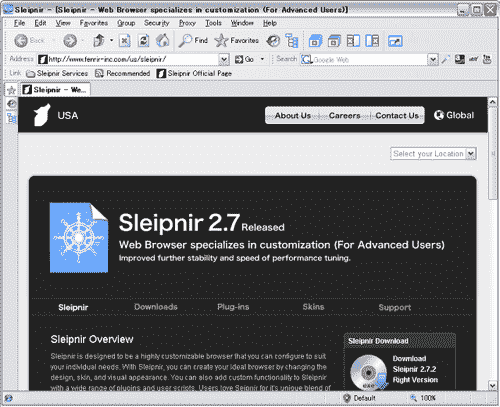 Sleipnir - [Sleipnir - Web Browser specializes in customization (For Advanced Users)]
File Edit View Favorites Group Security Proxy Tools Window Help
Back Find Favorites
Address http://www.fenrir-inc.com/us/sleipnir/ Go Search Google Web
Link Sleipnir Services Recommended Sleipnir Official Page
Sleipnir - We...
USA About Us Careers Contact Us Global
Select your Location
Sleipnir 2.7 Released
Web Browser specializes in customization (For Advanced Users)
Improved further stability and speed of performance tuning.
Sleipnir Downloads Plug-ins Skins Support
Sleipnir Overview
Sleipnir Download
Sleipnir is designed to be a highly customizable browser that you can configure to suit
your individual needs. With Sleipnir, you can create your ideal browser by changing the
design, skin, and visual appearance. You can also add custom functionality to Sleipnir
with a wide range of plugins and user scripts. Users love Sleipnir for it's unique blend of
Download
Sleipnir 2.7.2
Right Version
Default 100%